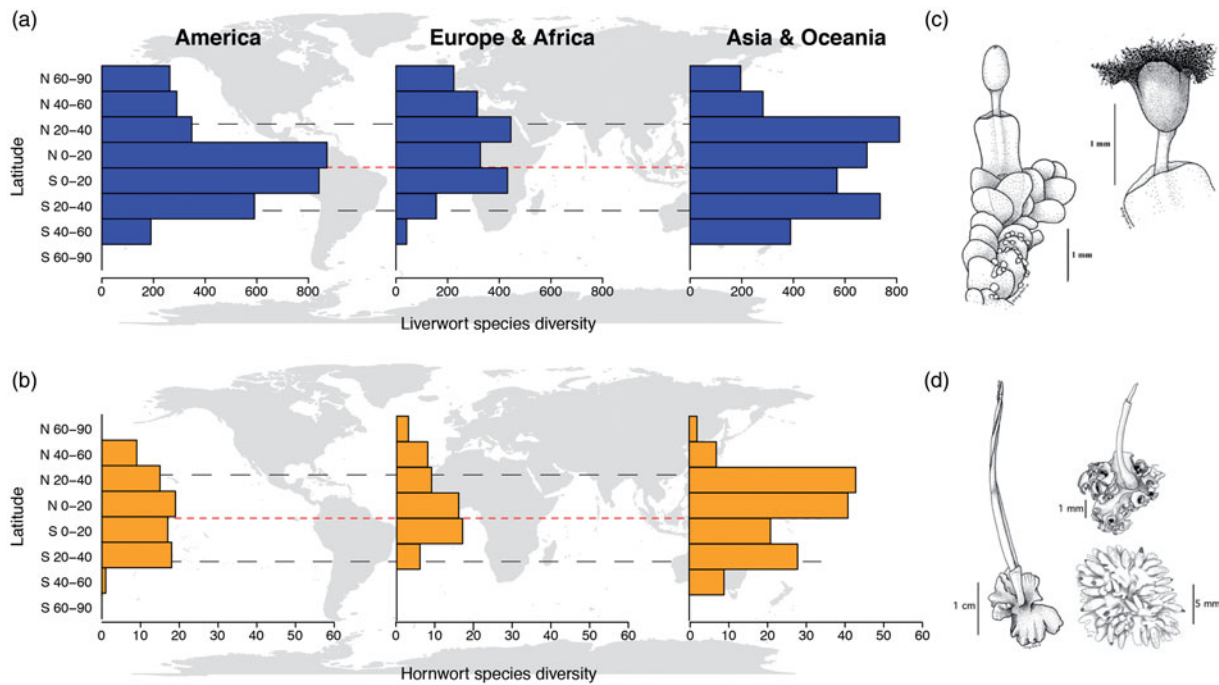 (a)
America
Europe & Africa
Asia & Oceania
Latitude
N 60–90
N 40–60
N 20–40
N 0–20
S 0–20
S 20–40
S 40–60
S 60–90
0 200 400 600 800
0 200 400 600 800
0 200 400 600 800
Liverwort species diversity
(b)
Latitude
N 60–90
N 40–60
N 20–40
N 0–20
S 0–20
S 20–40
S 40–60
S 60–90
0 10 20 30 40 50 60
0 10 20 30 40 50 60
0 10 20 30 40 50 60
Hornwort species diversity
(c)
1 mm
1 mm
(d)
1 cm
1 mm
5 mm